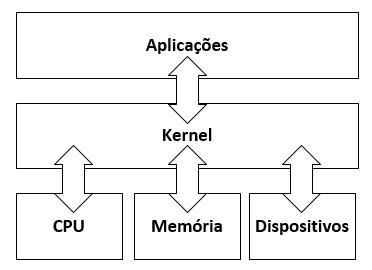 Aplicações
Kernel
CPU
Memória
Dispositivos